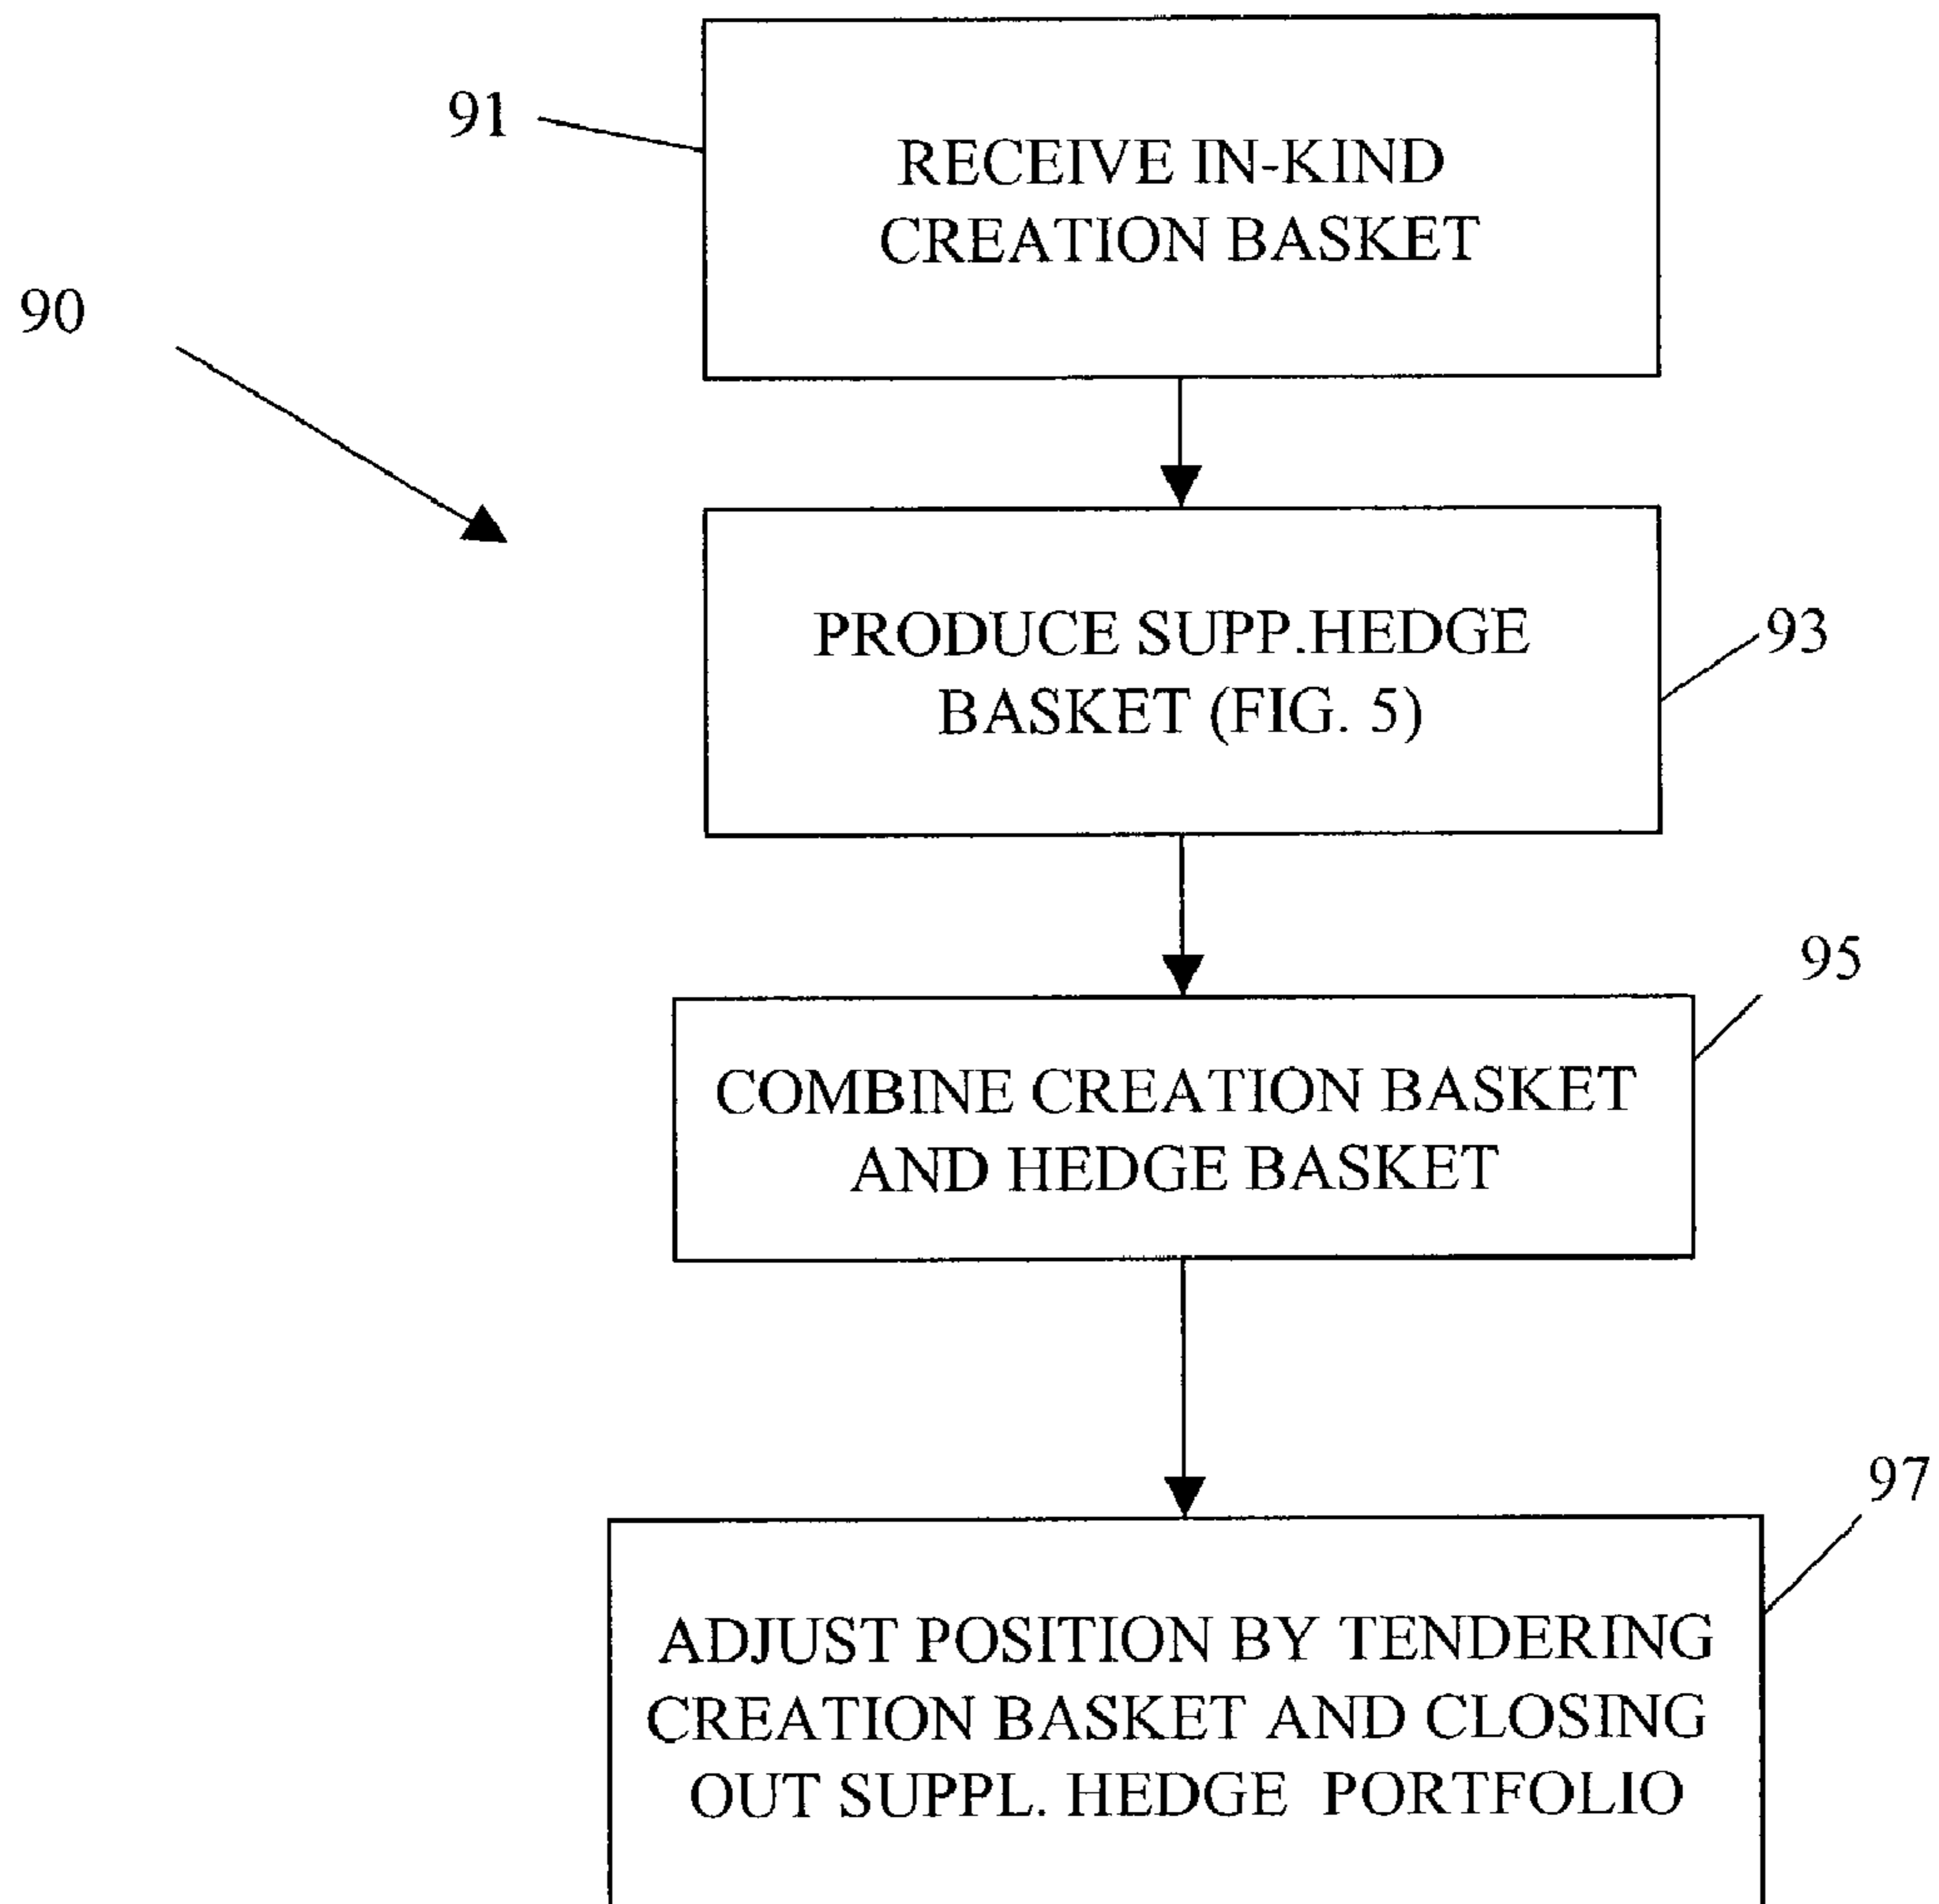 91
RECEIVE IN-KIND
CREATION BASKET
90
PRODUCE SUPP.HEDGE
BASKET (FIG. 5)
93
95
COMBINE CREATION BASKET
AND HEDGE BASKET
97
ADJUST POSITION BY TENDERING
CREATION BASKET AND CLOSING
OUT SUPPL. HEDGE PORTFOLIO